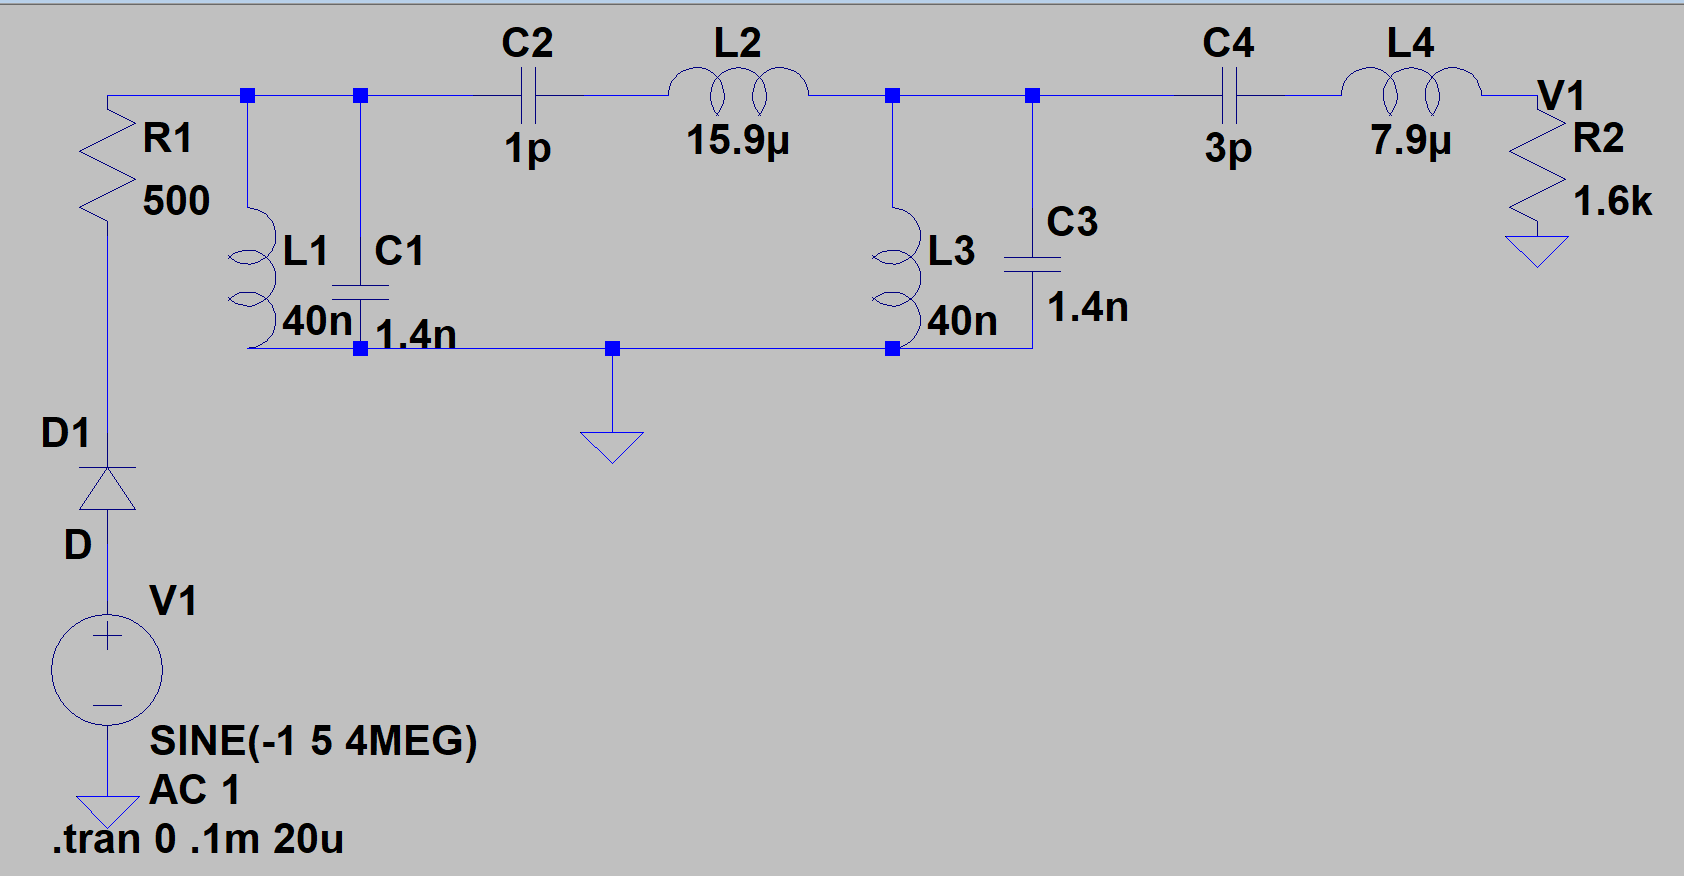 C2
L2
C4
L4
V1
R1
1p
15.9µ
3p
7.9µ
R2
500
1.6k
L1
C1
L3
C3
40n
1.4n
40n
1.4n
D1
D
V1
SINE(-1 5 4MEG)
AC 1
.tran 0 .1m 20u